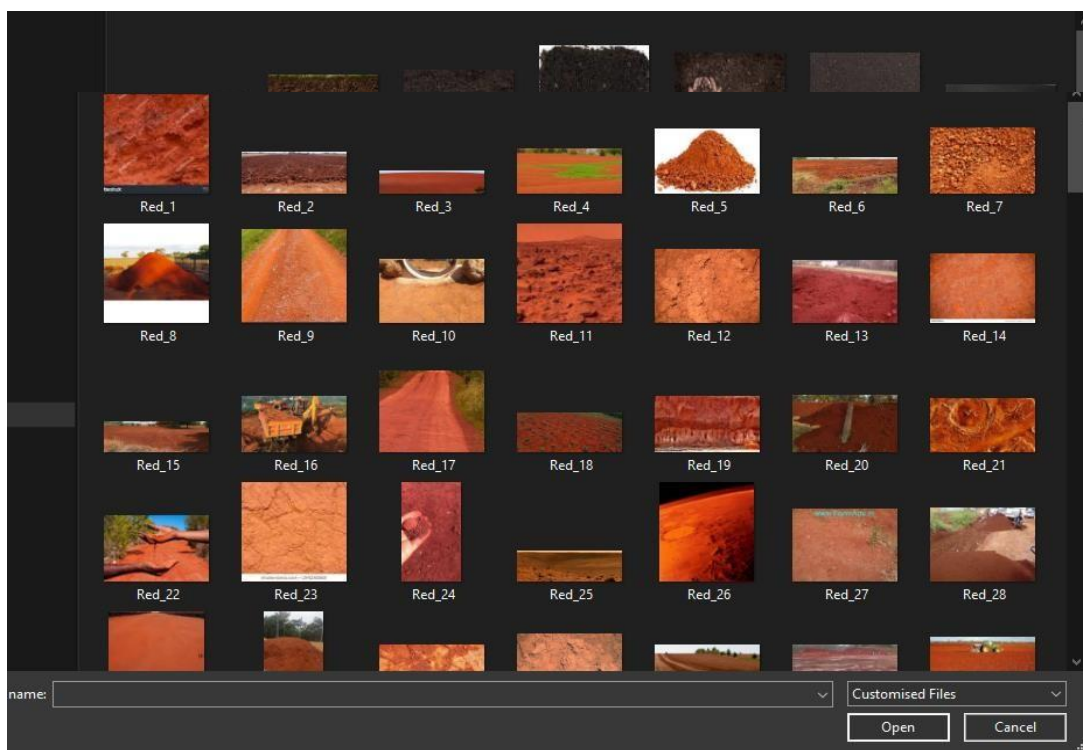 Red_1 Red_2 Red_3 Red_4 Red_5 Red_6 Red_7
Red_8 Red_9 Red_10 Red_11 Red_12 Red_13 Red_14
Red_15 Red_16 Red_17 Red_18 Red_19 Red_20 Red_21
Red_22 Red_23 Red_24 Red_25 Red_26 Red_27 Red_28
name: Customised Files
Open Cancel